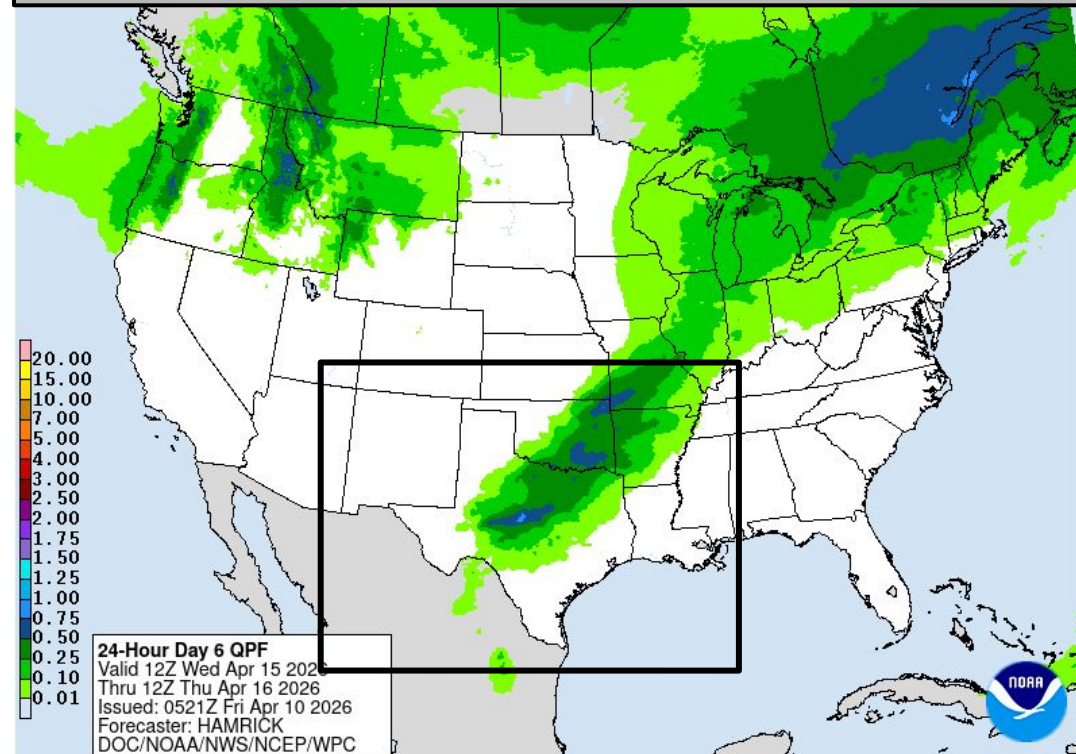 20.00
15.00
10.00
7.00
5.00
4.00
3.00
2.50
2.00
1.75
1.50
1.25
1.00
0.75
0.50
0.25
0.10
0.01
24-Hour Day 6 QPF
Valid 12Z Wed Apr 15 2026
Thru 12Z Thu Apr 16 2026
Issued: 0521Z Fri Apr 10 2026
Forecaster: HAMRICK
DOC/NOAA/NWS/NCEP/WPC
NOAA